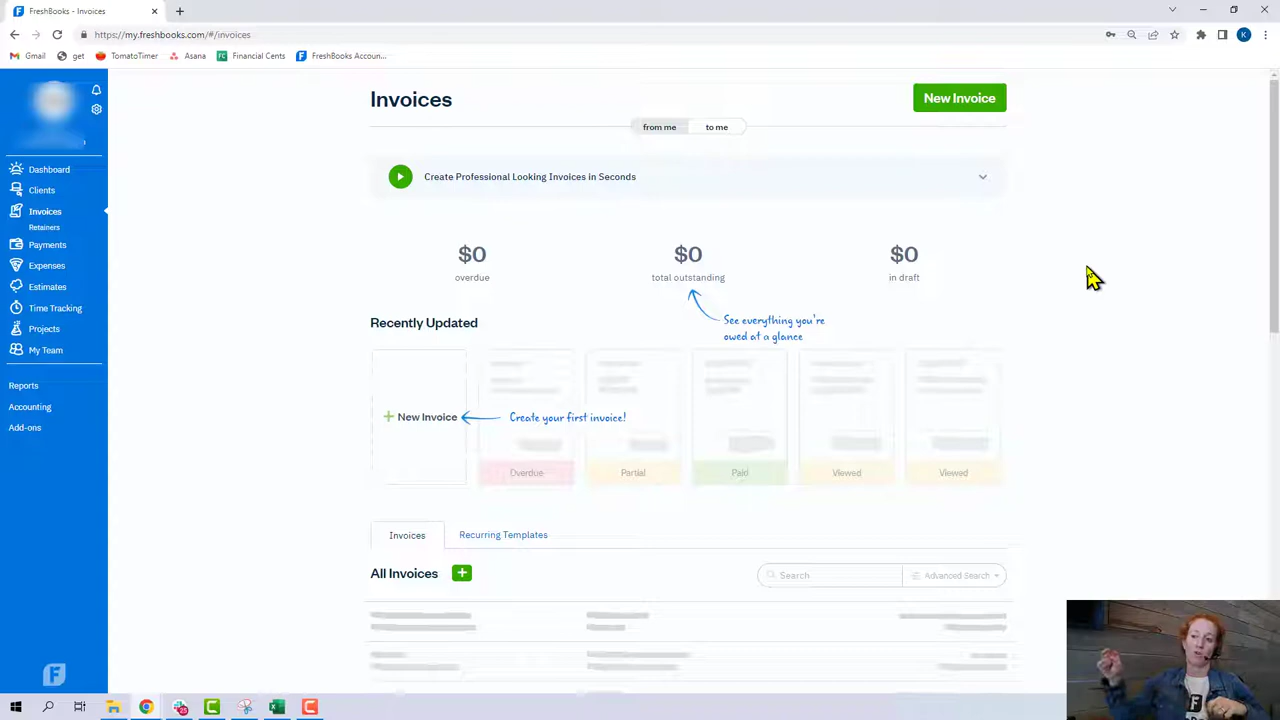 FreshBooks - Invoices
https://my.freshbooks.com/#/invoices
K
Gmail
get
TomatoTimer
Asana
FC Financial Cents
FreshBooks Accoun...
Invoices
New Invoice
from me
to me
Create Professional Looking Invoices in Seconds
$0
overdue
$0
total outstanding
$0
in draft
See everything you're
owed at a glance
Recently Updated
+ New Invoice
Create your first invoice!
Overdue
Partial
Paid
Viewed
Viewed
Invoices
Recurring Templates
All Invoices
Search
Advanced Search
Dashboard
Clients
Invoices
Retainers
Payments
Expenses
Estimates
Time Tracking
Projects
My Team
Reports
Accounting
Add-ons